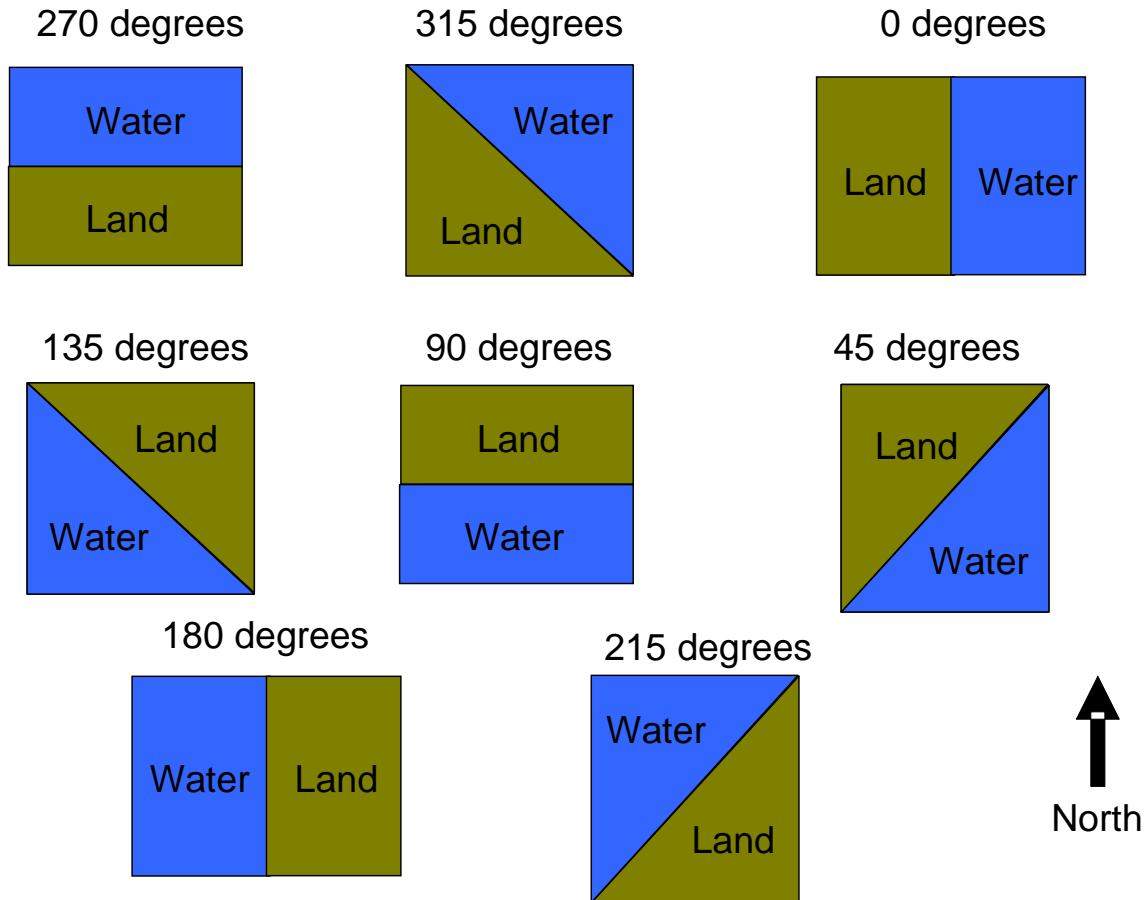 270 degrees
315 degrees
0 degrees
Water
Land
Water
Land
Land
Water
135 degrees
90 degrees
45 degrees
Land
Water
Land
Water
Land
Water
180 degrees
215 degrees
Water
Land
Water
Land
North